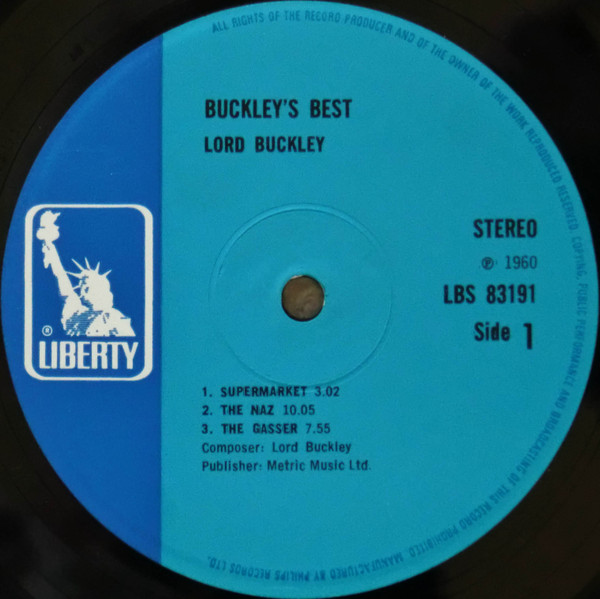 ALL RIGHTS OF THE RECORD PRODUCER AND OF THE OWNER OF THE WORK REPRODUCED RESERVED. COPYING, PUBLIC PERFORMANCE AND BROADCASTING OF THIS RECORD PROHIBITED. MANUFACTURED BY PHILIPS RECORDS LTD.
BUCKLEY'S BEST
LORD BUCKLEY
STEREO
℗ 1960
LBS 83191
Side 1
® LIBERTY
1. SUPERMARKET 3.02
2. THE NAZ 10.05
3. THE GASSER 7.55
Composer: Lord Buckley
Publisher: Metric Music Ltd.